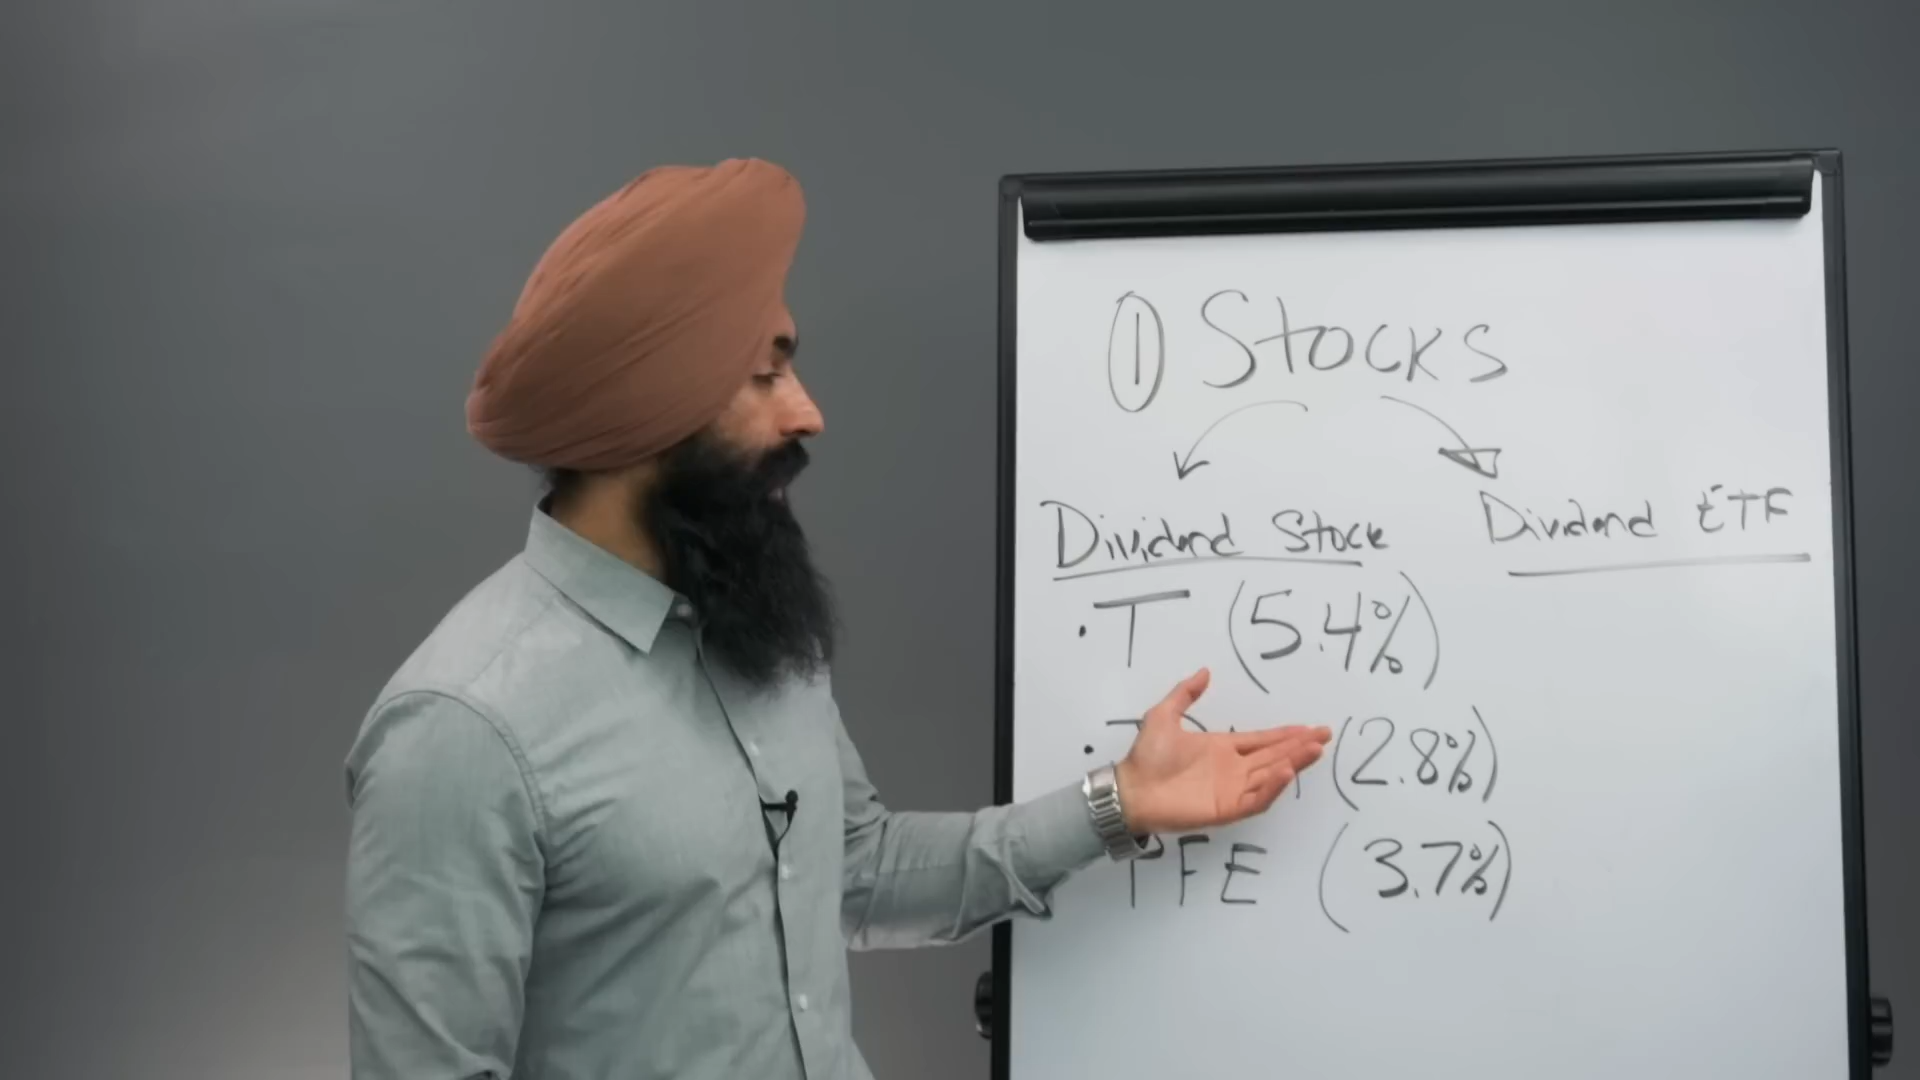 ① Stocks
Dividend Stock Dividend ETF
• T (5.4%)
• (2.8%)
PFE (3.7%)